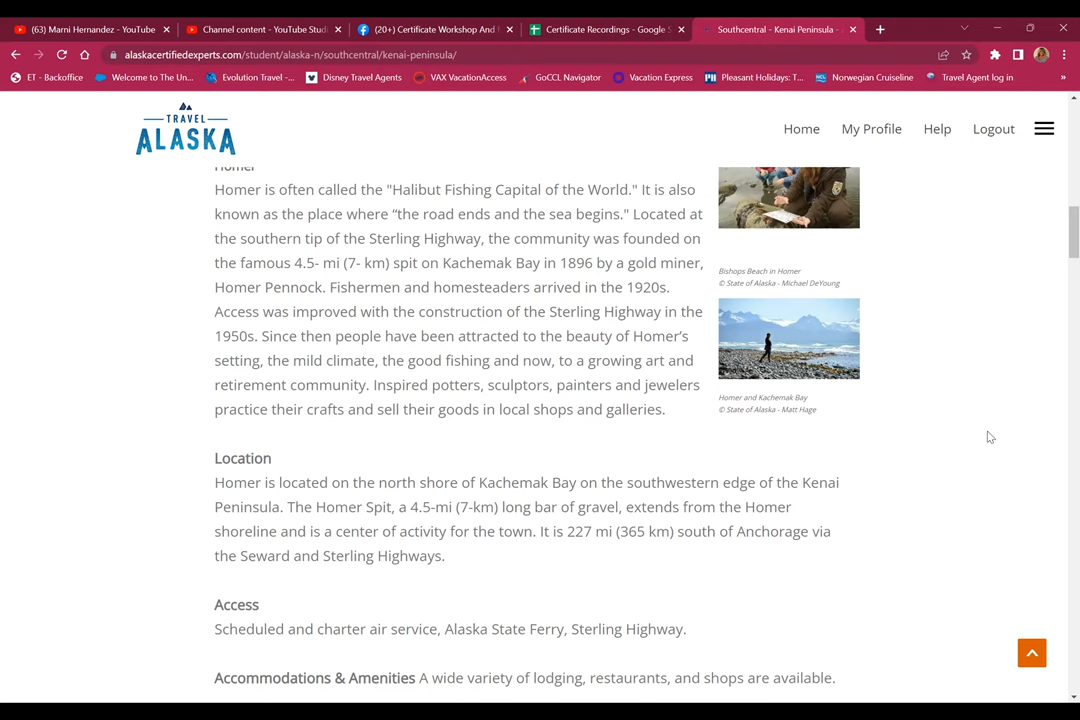 (63) Marni Hernandez - YouTube
Channel content - YouTube Stud
(20+) Certificate Workshop And
Certificate Recordings - Google S
Southcentral - Kenai Peninsula -
alaskacertifiedexperts.com/student/alaska-n/southcentral/kenai-peninsula/
ET - Backoffice
Welcome to The Un...
Evolution Travel -...
Disney Travel Agents
VAX VacationAccess
GoCCL Navigator
Vacation Express
Pleasant Holidays: T...
Norwegian Cruiseline
Travel Agent log in
TRAVEL
ALASKA
Home
My Profile
Help
Logout
Homer
Homer is often called the "Halibut Fishing Capital of the World." It is also
known as the place where “the road ends and the sea begins." Located at
the southern tip of the Sterling Highway, the community was founded on
the famous 4.5- mi (7- km) spit on Kachemak Bay in 1896 by a gold miner,
Homer Pennock. Fishermen and homesteaders arrived in the 1920s.
Access was improved with the construction of the Sterling Highway in the
1950s. Since then people have been attracted to the beauty of Homer’s
setting, the mild climate, the good fishing and now, to a growing art and
retirement community. Inspired potters, sculptors, painters and jewelers
practice their crafts and sell their goods in local shops and galleries.
Bishops Beach in Homer
© State of Alaska - Michael DeYoung
Homer and Kachemak Bay
© State of Alaska - Matt Hage
Location
Homer is located on the north shore of Kachemak Bay on the southwestern edge of the Kenai
Peninsula. The Homer Spit, a 4.5-mi (7-km) long bar of gravel, extends from the Homer
shoreline and is a center of activity for the town. It is 227 mi (365 km) south of Anchorage via
the Seward and Sterling Highways.
Access
Scheduled and charter air service, Alaska State Ferry, Sterling Highway.
Accommodations & Amenities A wide variety of lodging, restaurants, and shops are available.